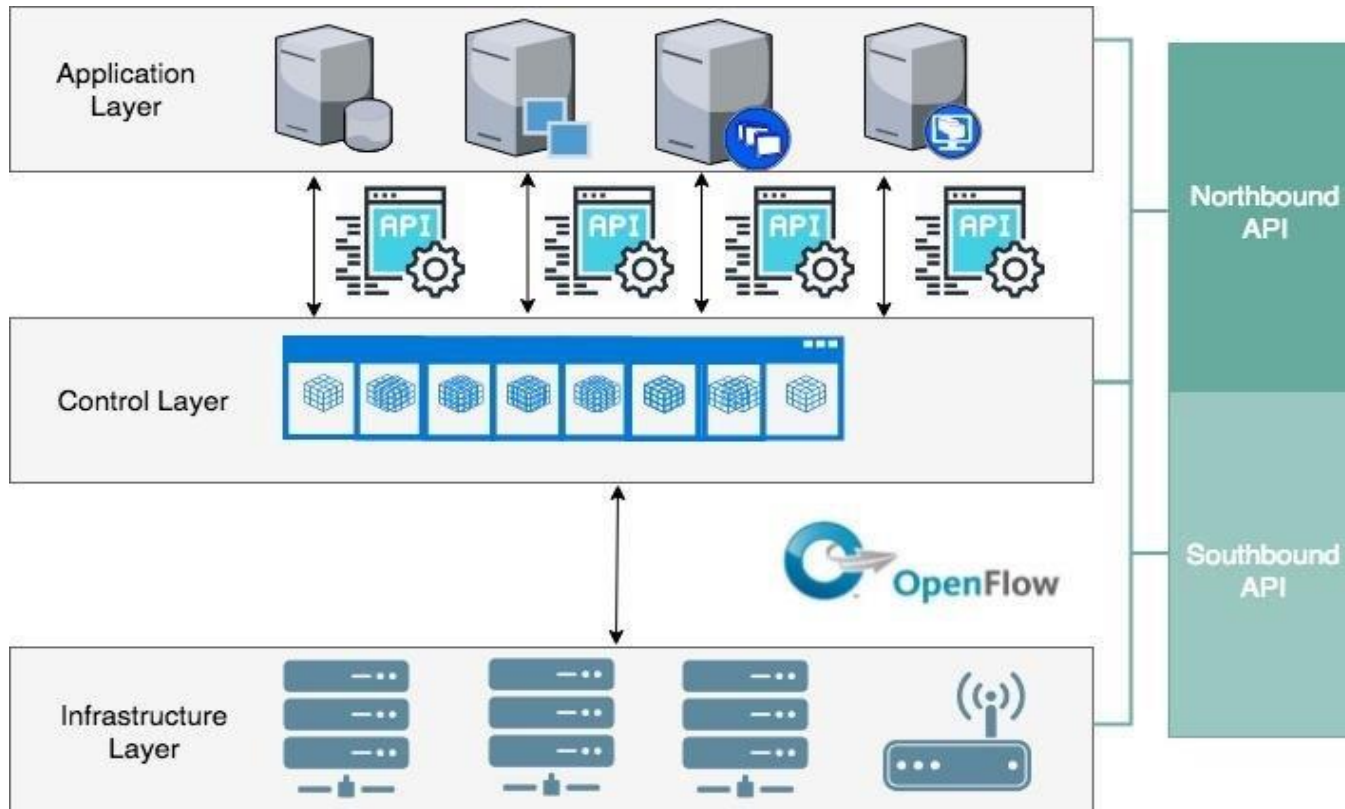 Application
Layer
API
API
API
API
Northbound
API
Control Layer
OpenFlow
Southbound
API
Infrastructure
Layer